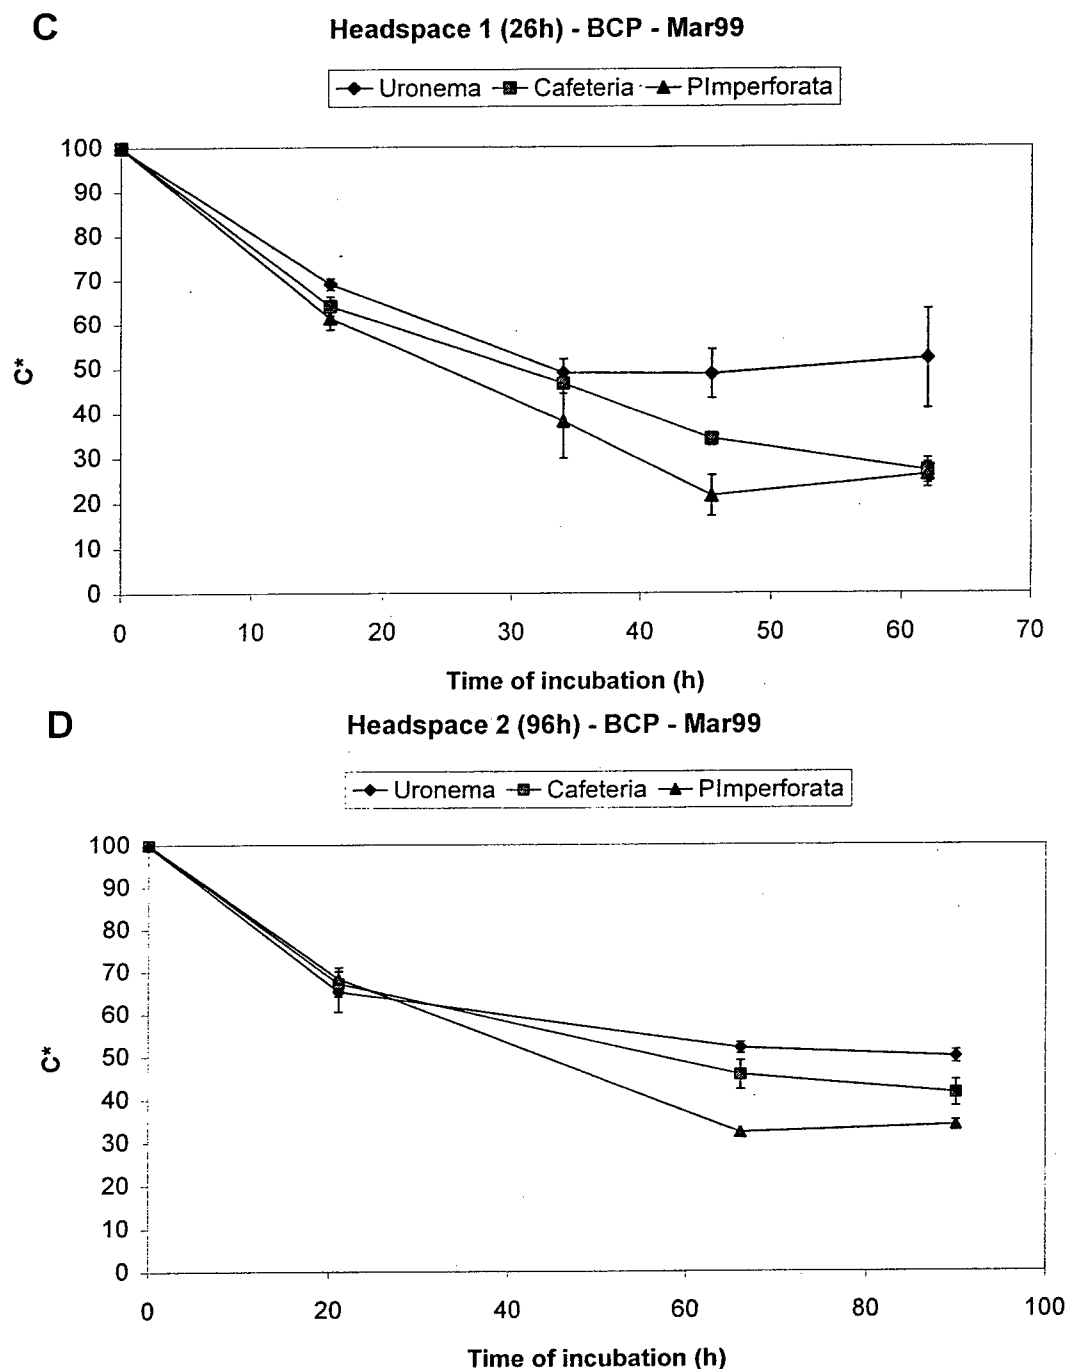 C
Headspace 1 (26h) - BCP - Mar99
Uronema Cafeteria PImperforata
100
90
80
70
60
50
40
30
20
10
0
C*
0 10 20 30 40 50 60 70
Time of incubation (h)
D
Headspace 2 (96h) - BCP - Mar99
Uronema Cafeteria PImperforata
100
90
80
70
60
50
40
30
20
10
0
C*
0 20 40 60 80 100
Time of incubation (h)